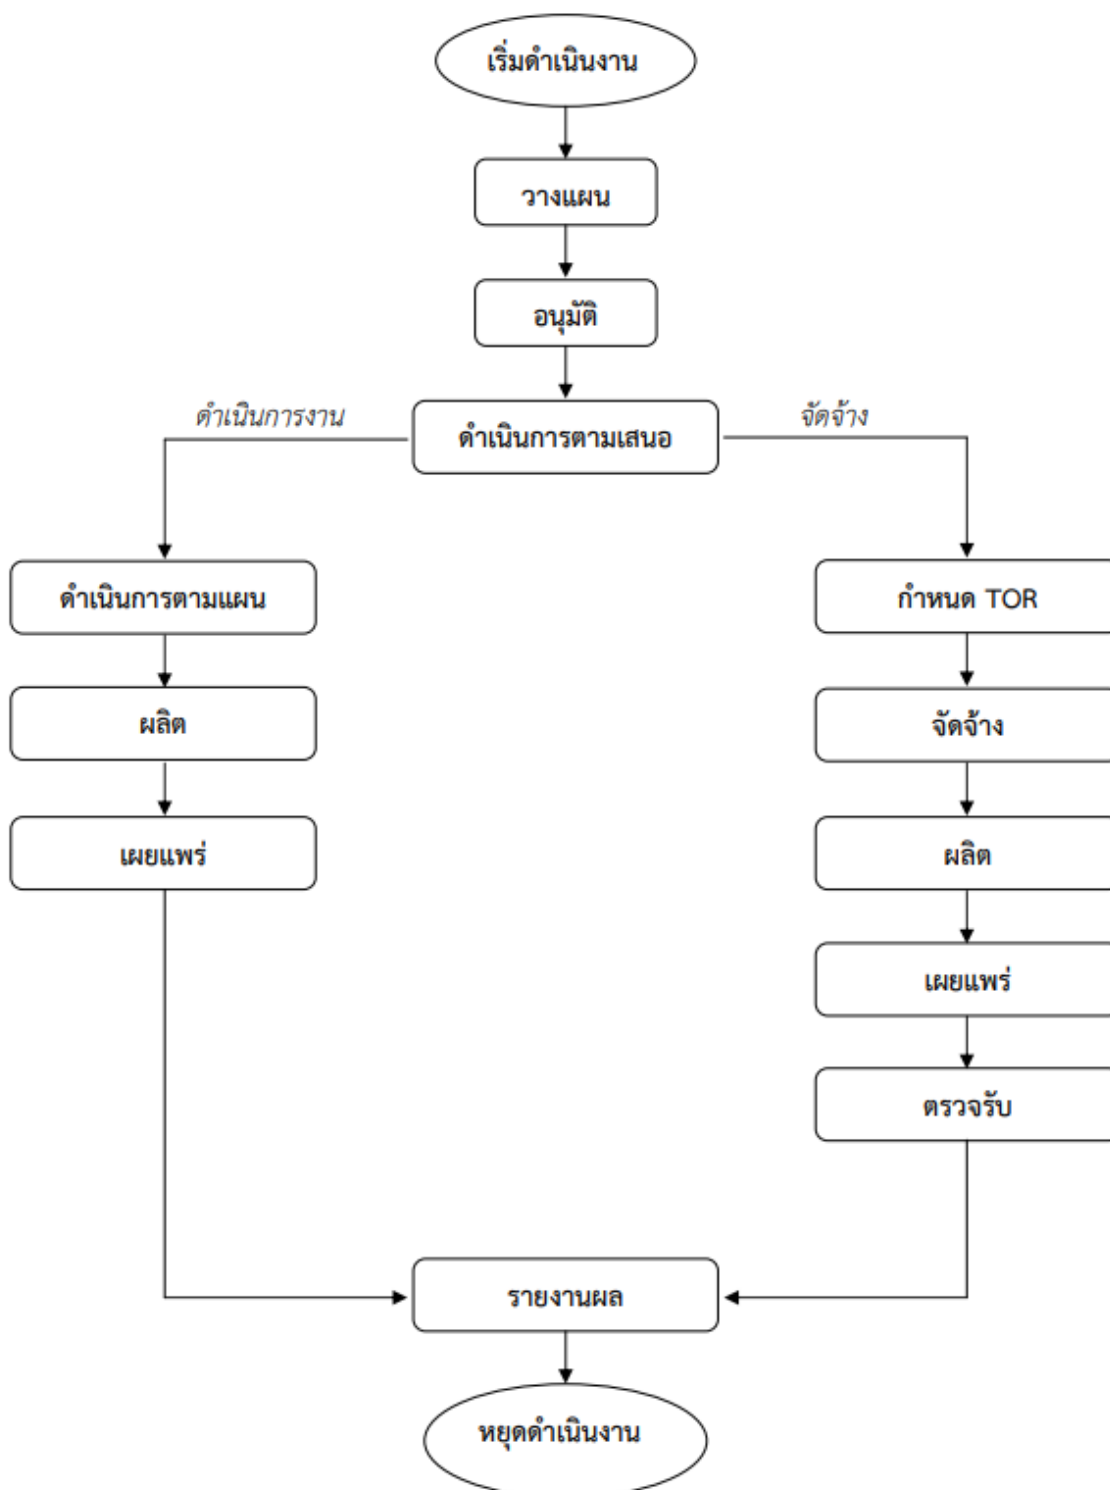 เริ่มดำเนินงาน
วางแผน
อนุมัติ
ดำเนินการงาน
ดำเนินการตามเสนอ
จัดจ้าง
ดำเนินการตามแผน
ผลิต
เผยแพร่
กำหนด TOR
จัดจ้าง
ผลิต
เผยแพร่
ตรวจรับ
รายงานผล
หยุดดำเนินงาน